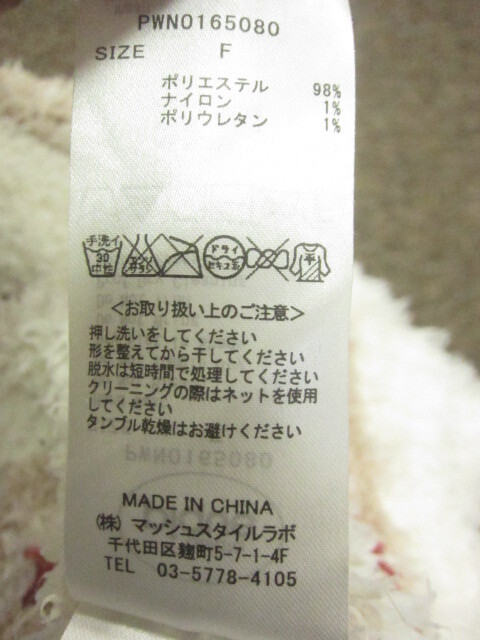 PWN0165080
SIZE F
ポリエステル 98%
ナイロン 1%
ポリウレタン 1%
手洗イ 30 中性 エンソサラシ ドライ セキユ系 平
<お取り扱い上のご注意>
押し洗いをしてください
形を整えてから干してください
脱水は短時間で処理してください
クリーニングの際はネットを使用
してください
タンブル乾燥はお避けください
MADE IN CHINA
(株)マッシュスタイルラボ
千代田区麹町5-7-1-4F
TEL 03-5778-4105